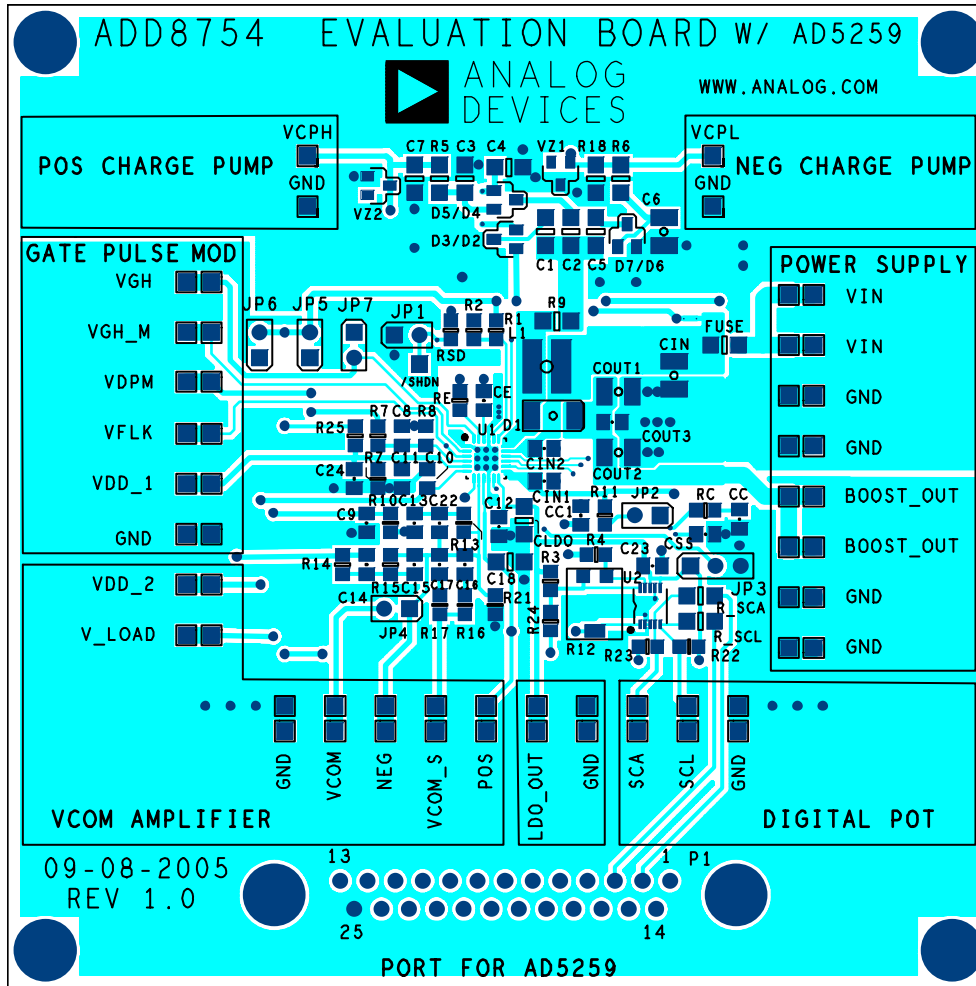 ADD8754 EVALUATION BOARD W/ AD5259
ANALOG
DEVICES
WWW.ANALOG.COM
POS CHARGE PUMP
VCPH
GND
VCPL
GND
NEG CHARGE PUMP
C7 R5 C3 C4 VZ1 R18 R6
VZ2
D5/D4
C6
D3/D2
C1 C2 C5 D7/D6
GATE PULSE MOD
VGH
VGH_M
VDPM
VFLK
VDD_1
GND
POWER SUPPLY
VIN
VIN
GND
GND
BOOST_OUT
BOOST_OUT
GND
GND
JP6 JP5 JP7 JP1
R2 R1 R9
L1
RSD
/SHDN
FUSE
CIN
COUT1
RE CE
D1
U1
COUT3
COUT2
R25 R7 C8 R8
C24 RZ C11 C10
CIN2
CIN1
R10 C13 C22
C9
C12
CC1 R11 JP2 RC CC
R13
CLDO
R14
R3 R4 C23 CSS
C18
U2
JP3
R15 C15 C17 C16
C14
JP4 R17 R16
R21
R24
R12
R_SCA
R_SCL
R23 R22
VDD_2
V_LOAD
GND
VCOM
NEG
VCOM_S
POS
LDO_OUT
GND
SCA
SCL
GND
VCOM AMPLIFIER
DIGITAL POT
09-08-2005
REV 1.0
13
1
P1
25
14
PORT FOR AD5259